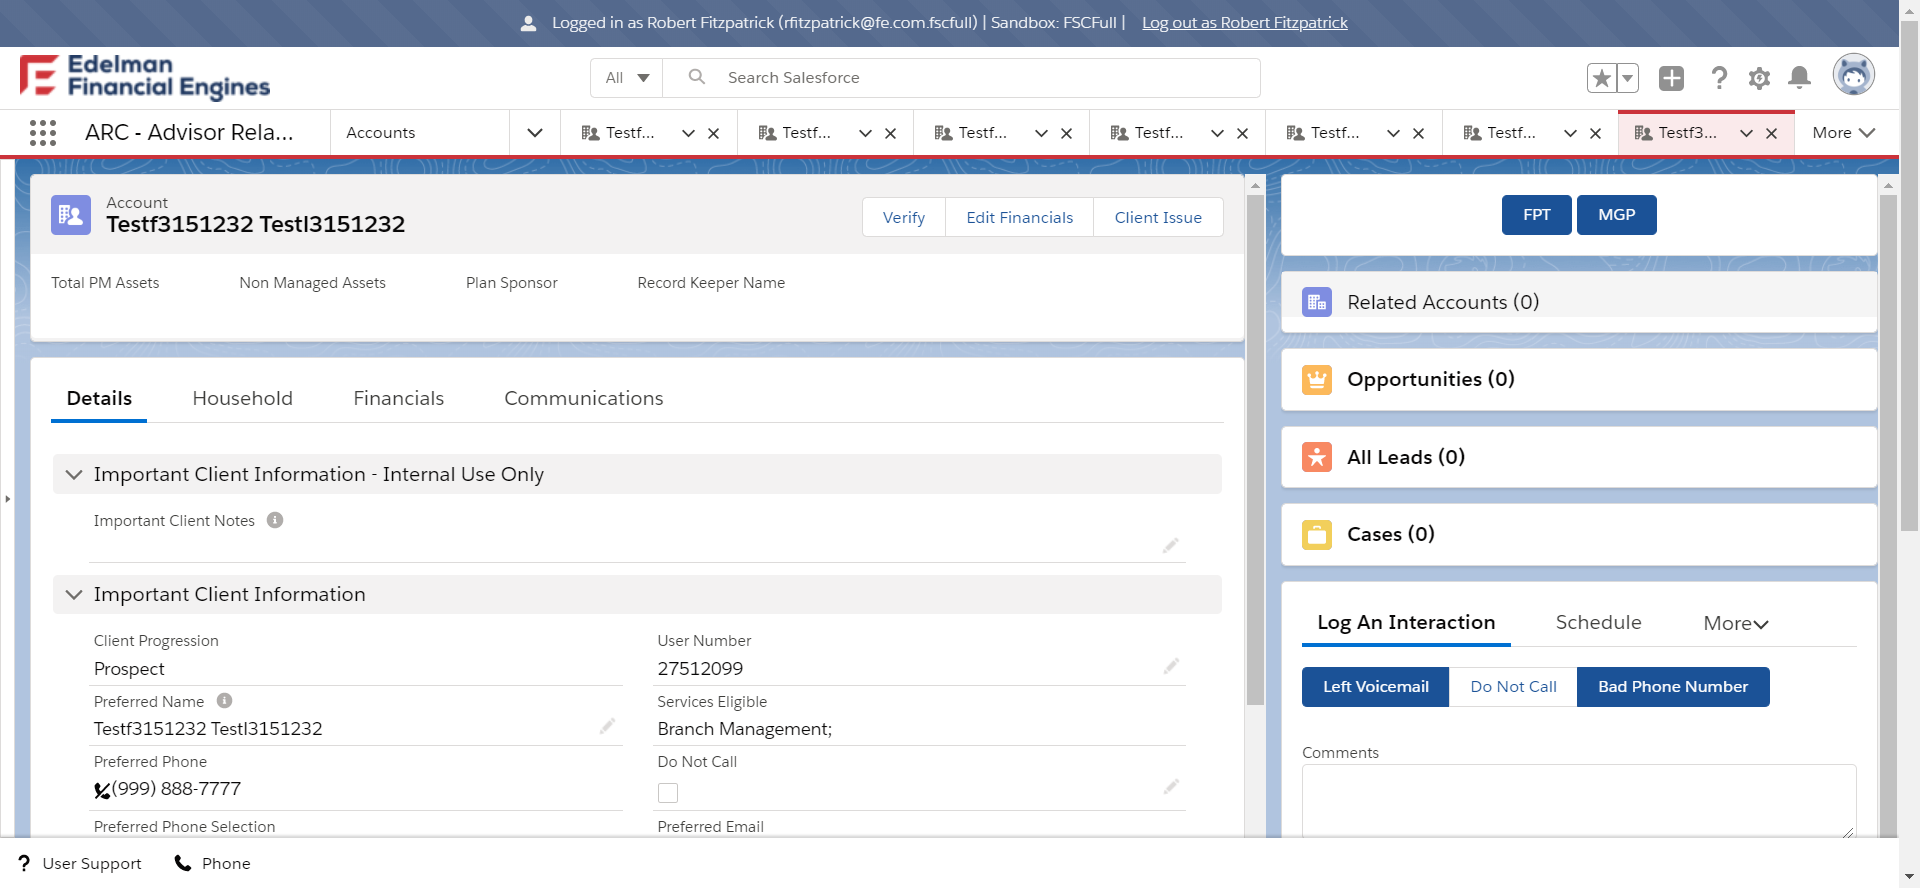 Logged in as Robert Fitzpatrick (rfitzpatrick@fe.com.fscfull) | Sandbox: FSCFull | Log out as Robert Fitzpatrick
Edelman
Financial Engines
All
Search Salesforce
ARC - Advisor Rela...
Accounts
Testf...
Testf...
Testf...
Testf...
Testf...
Testf...
Testf3...
More
Account
Testf3151232 Testl3151232
Verify
Edit Financials
Client Issue
Total PM Assets
Non Managed Assets
Plan Sponsor
Record Keeper Name
FPT
MGP
Related Accounts (0)
Opportunities (0)
All Leads (0)
Cases (0)
Details
Household
Financials
Communications
Important Client Information - Internal Use Only
Important Client Notes
Important Client Information
Client Progression
Prospect
User Number
27512099
Preferred Name
Testf3151232 Testl3151232
Services Eligible
Branch Management;
Preferred Phone
(999) 888-7777
Do Not Call
Preferred Phone Selection
Preferred Email
Log An Interaction
Schedule
More
Left Voicemail
Do Not Call
Bad Phone Number
Comments
User Support
Phone